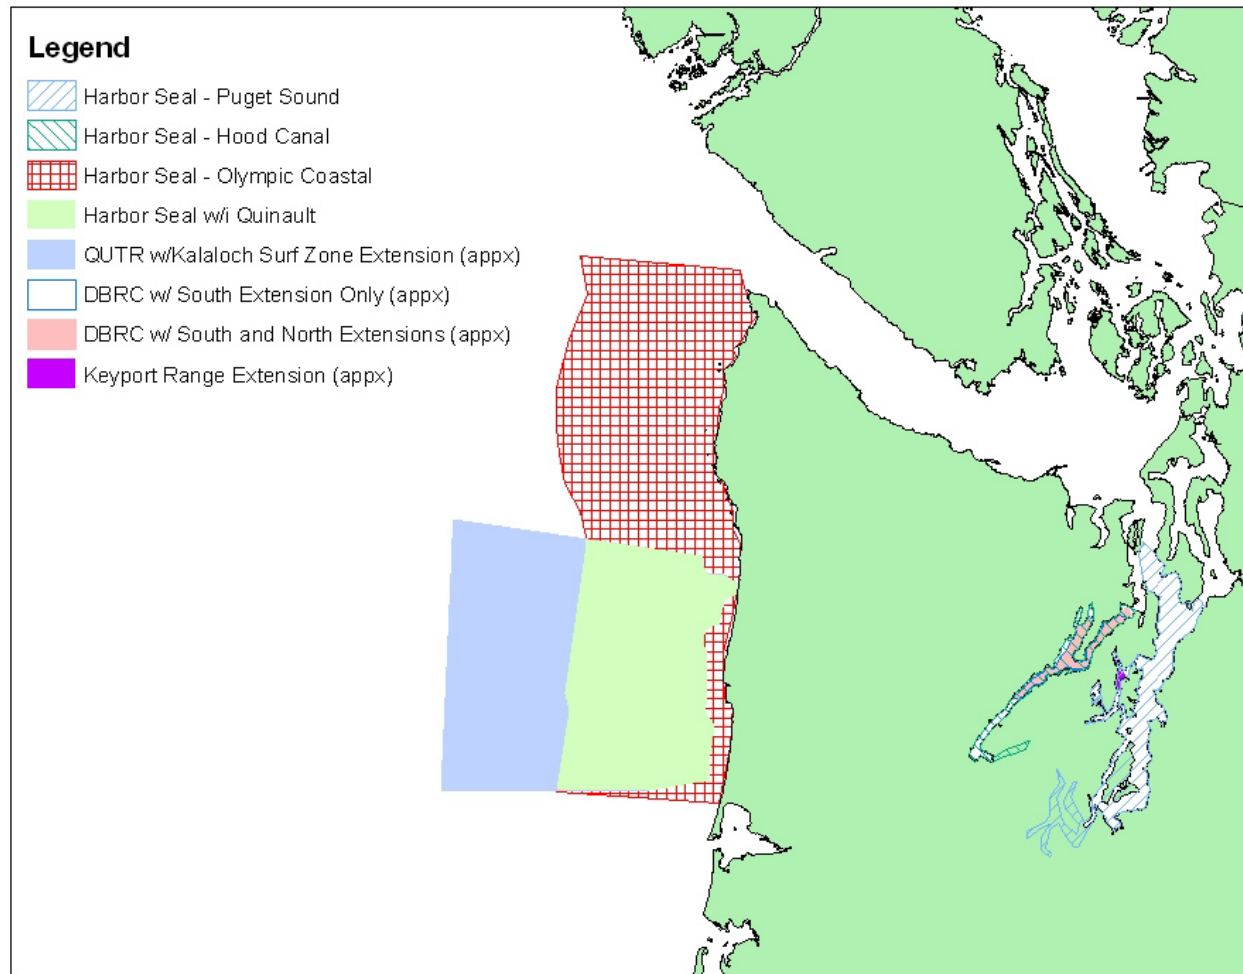 Legend
Harbor Seal - Puget Sound
Harbor Seal - Hood Canal
Harbor Seal - Olympic Coastal
Harbor Seal w/i Quinault
QUTR w/Kalaloch Surf Zone Extension (appx)
DBRC w/ South Extension Only (appx)
DBRC w/ South and North Extensions (appx)
Keyport Range Extension (appx)